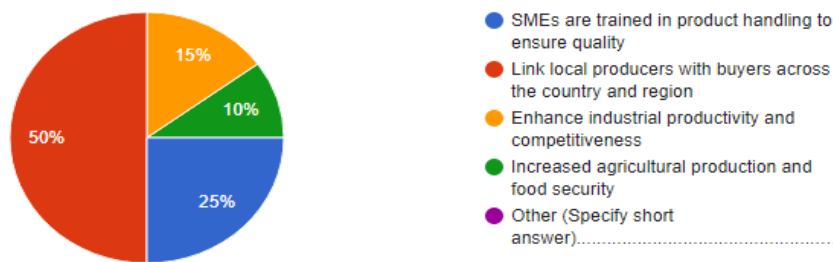 15%
10%
50%
25%
SMEs are trained in product handling to
ensure quality
Link local producers with buyers across
the country and region
Enhance industrial productivity and
competitiveness
Increased agricultural production and
food security
Other (Specify short
answer)..................................................